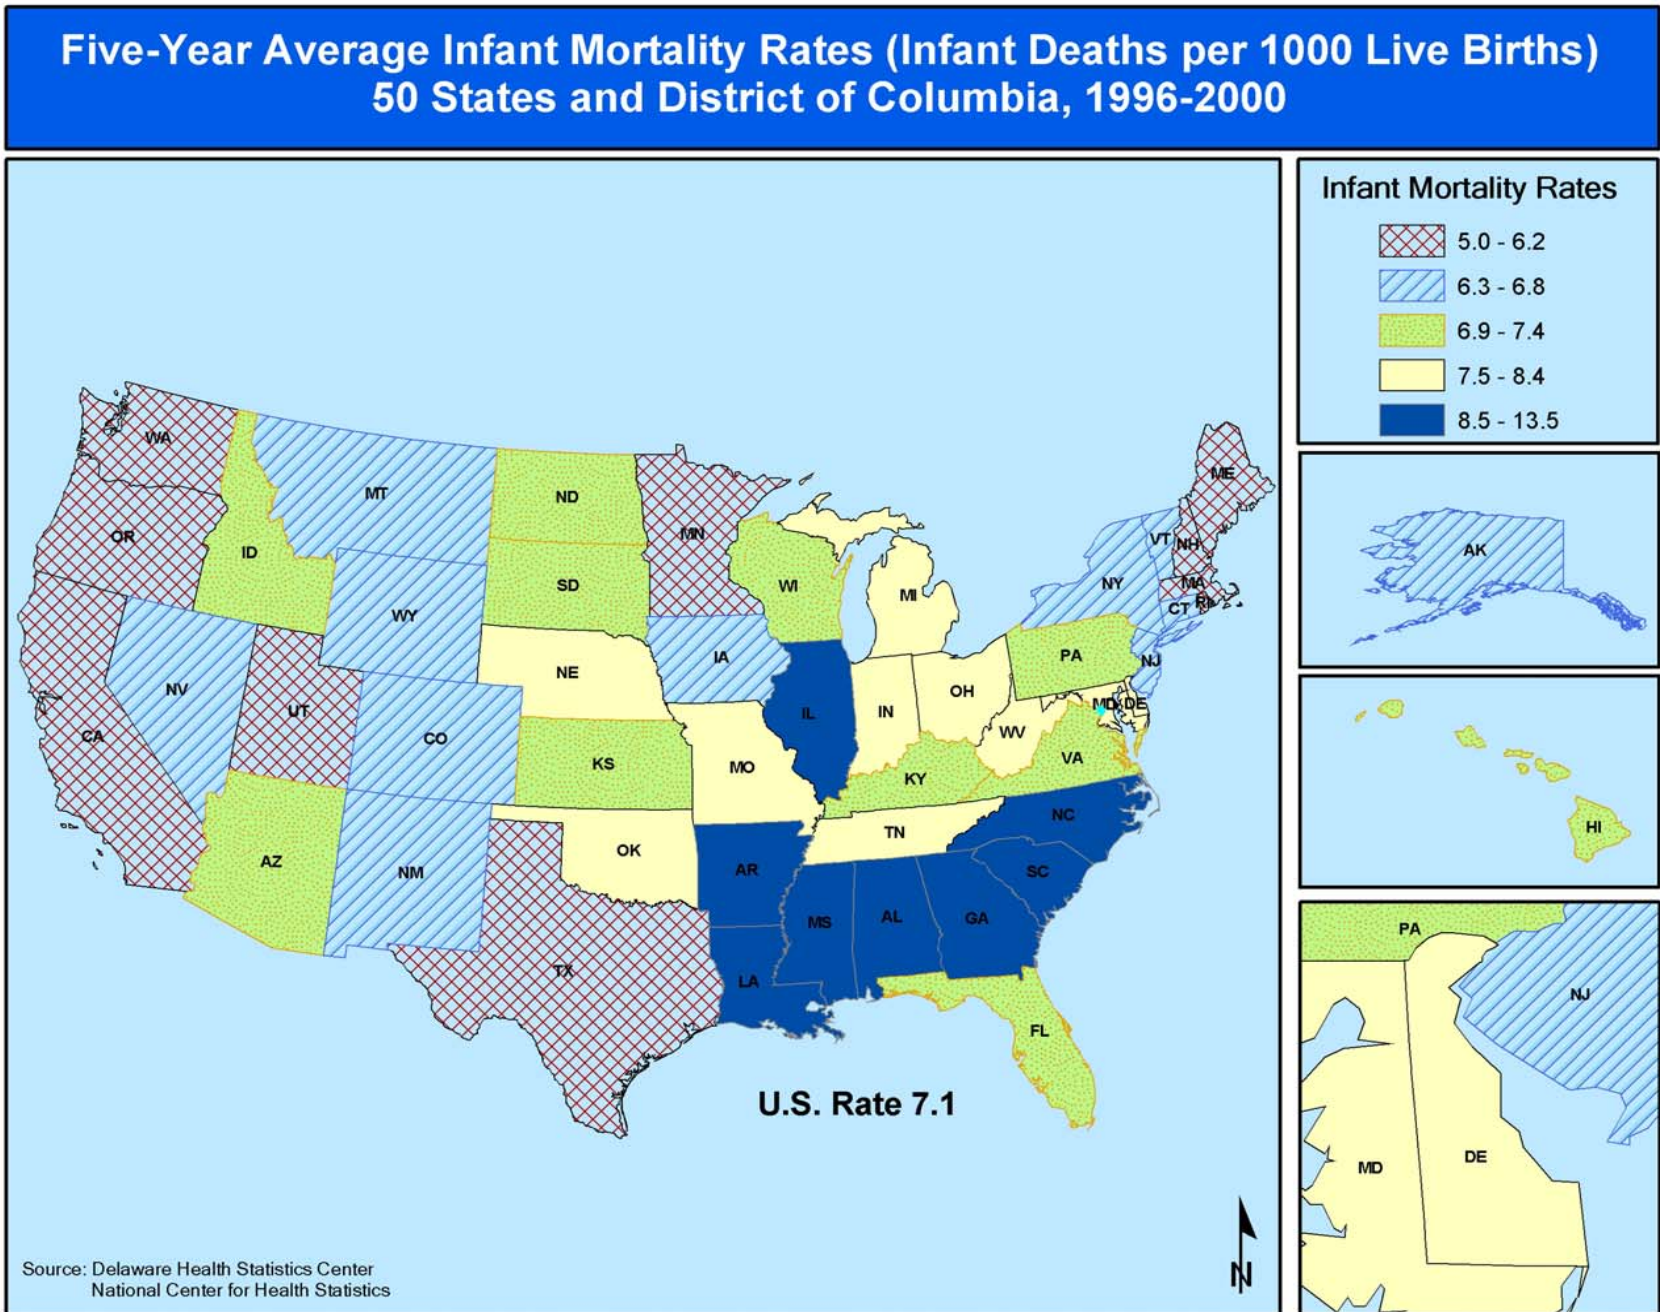 Five-Year Average Infant Mortality Rates (Infant Deaths per 1000 Live Births)
50 States and District of Columbia, 1996-2000
Infant Mortality Rates
5.0 - 6.2
6.3 - 6.8
6.9 - 7.4
7.5 - 8.4
8.5 - 13.5
WA
MT
ND
MN
ME
OR
ID
SD
WI
MI
NY
VT
NH
MA
CT
RI
WY
NV
UT
CA
CO
NE
IA
IL
IN
OH
PA
NJ
MD
DE
WV
VA
KS
MO
KY
TN
NC
AZ
NM
OK
AR
SC
MS
AL
GA
TX
LA
FL
U.S. Rate 7.1
N
Source: Delaware Health Statistics Center
National Center for Health Statistics
AK
HI
PA
NJ
MD
DE